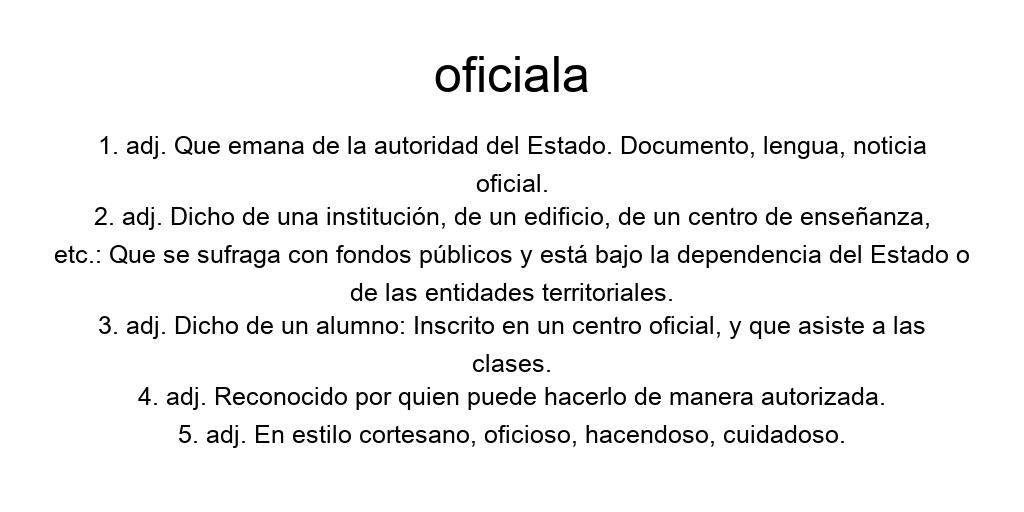 oficiala
1. adj. Que emana de la autoridad del Estado. Documento, lengua, noticia
oficial.
2. adj. Dicho de una institución, de un edificio, de un centro de enseñanza,
etc.: Que se sufraga con fondos públicos y está bajo la dependencia del Estado o
de las entidades territoriales.
3. adj. Dicho de un alumno: Inscrito en un centro oficial, y que asiste a las
clases.
4. adj. Reconocido por quien puede hacerlo de manera autorizada.
5. adj. En estilo cortesano, oficioso, hacendoso, cuidadoso.